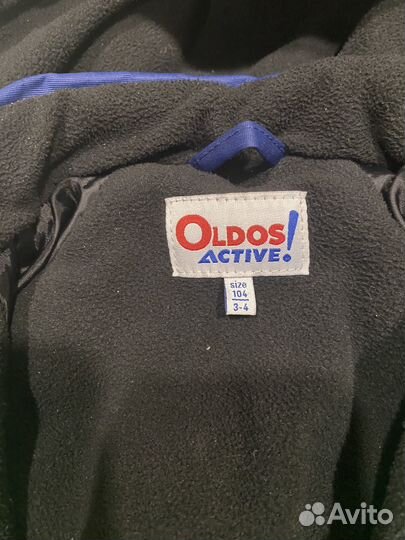 OLDOS!
ACTIVE
size
104
3-4
Avito